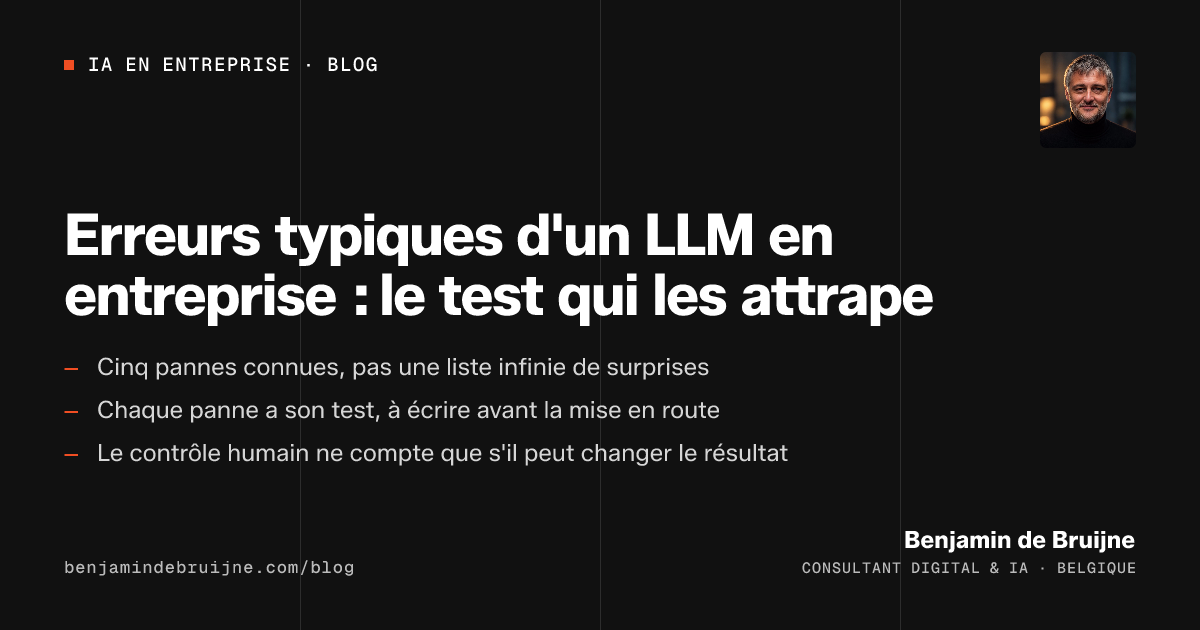 IA EN ENTREPRISE · BLOG
Erreurs typiques d'un LLM en
entreprise : le test qui les attrape
– Cinq pannes connues, pas une liste infinie de surprises
– Chaque panne a son test, à écrire avant la mise en route
– Le contrôle humain ne compte que s'il peut changer le résultat
Benjamin de Bruijne
benjamindebruijne.com/blog
CONSULTANT DIGITAL & IA · BELGIQUE